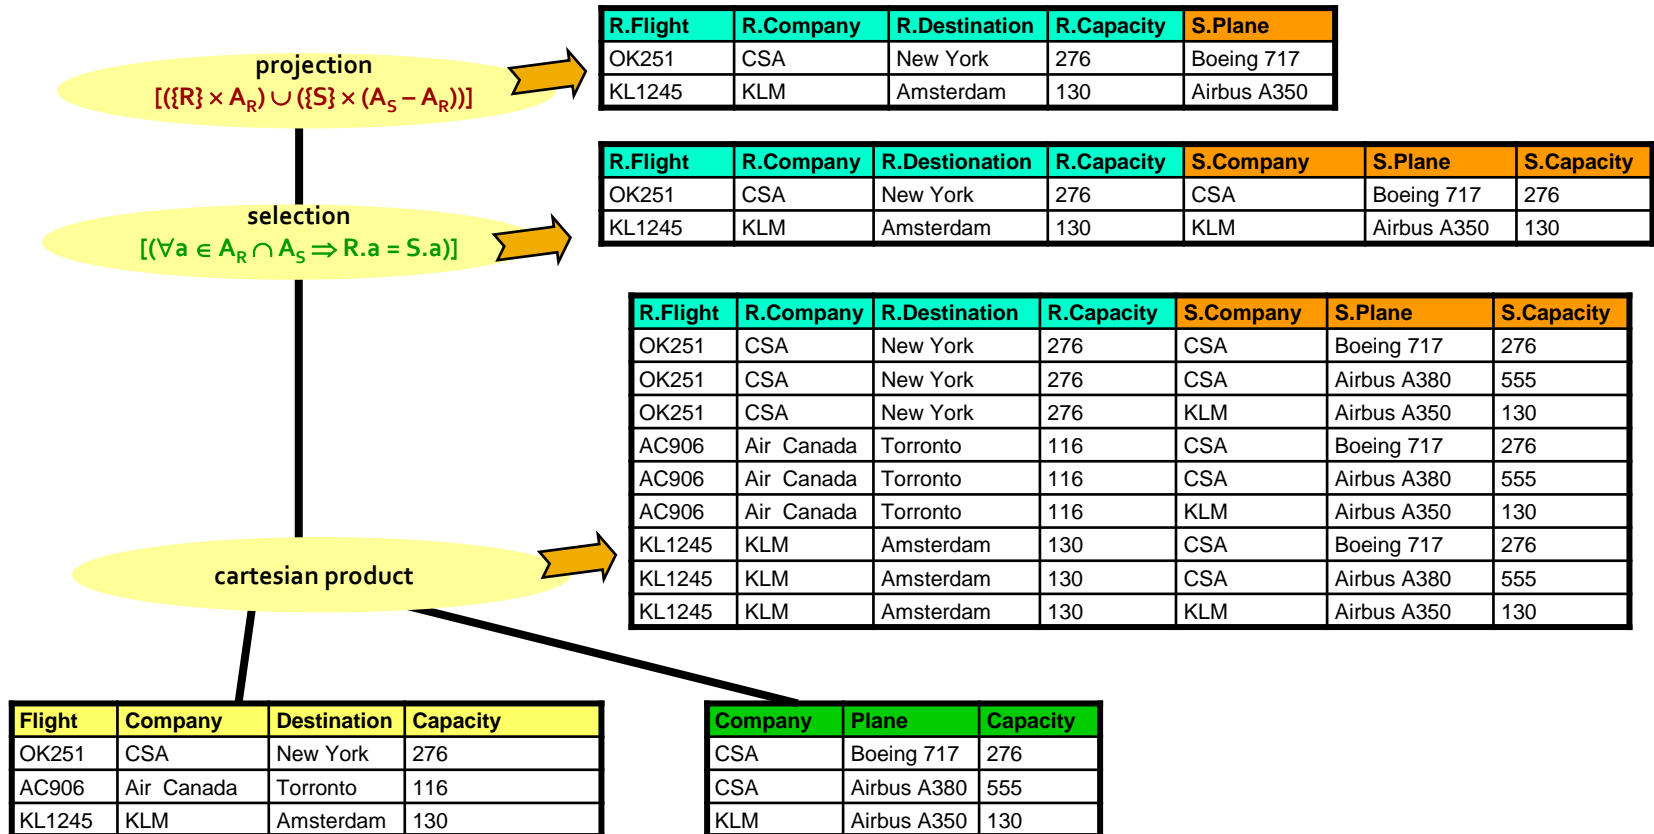 R.Flight R.Company R.Destination R.Capacity S.Plane
OK251 CSA New York 276 Boeing 717
KL1245 KLM Amsterdam 130 Airbus A350
projection
[({R} × A_R) ∪ ({S} × (A_S – A_R))]
R.Flight R.Company R.Destionation R.Capacity S.Company S.Plane S.Capacity
OK251 CSA New York 276 CSA Boeing 717 276
KL1245 KLM Amsterdam 130 KLM Airbus A350 130
selection
[(∀a ∈ A_R ∩ A_S ⇒ R.a = S.a)]
R.Flight R.Company R.Destination R.Capacity S.Company S.Plane S.Capacity
OK251 CSA New York 276 CSA Boeing 717 276
OK251 CSA New York 276 CSA Airbus A380 555
OK251 CSA New York 276 KLM Airbus A350 130
AC906 Air Canada Torronto 116 CSA Boeing 717 276
AC906 Air Canada Torronto 116 CSA Airbus A380 555
AC906 Air Canada Torronto 116 KLM Airbus A350 130
KL1245 KLM Amsterdam 130 CSA Boeing 717 276
KL1245 KLM Amsterdam 130 CSA Airbus A380 555
KL1245 KLM Amsterdam 130 KLM Airbus A350 130
cartesian product
Flight Company Destination Capacity
OK251 CSA New York 276
AC906 Air Canada Torronto 116
KL1245 KLM Amsterdam 130
Company Plane Capacity
CSA Boeing 717 276
CSA Airbus A380 555
KLM Airbus A350 130